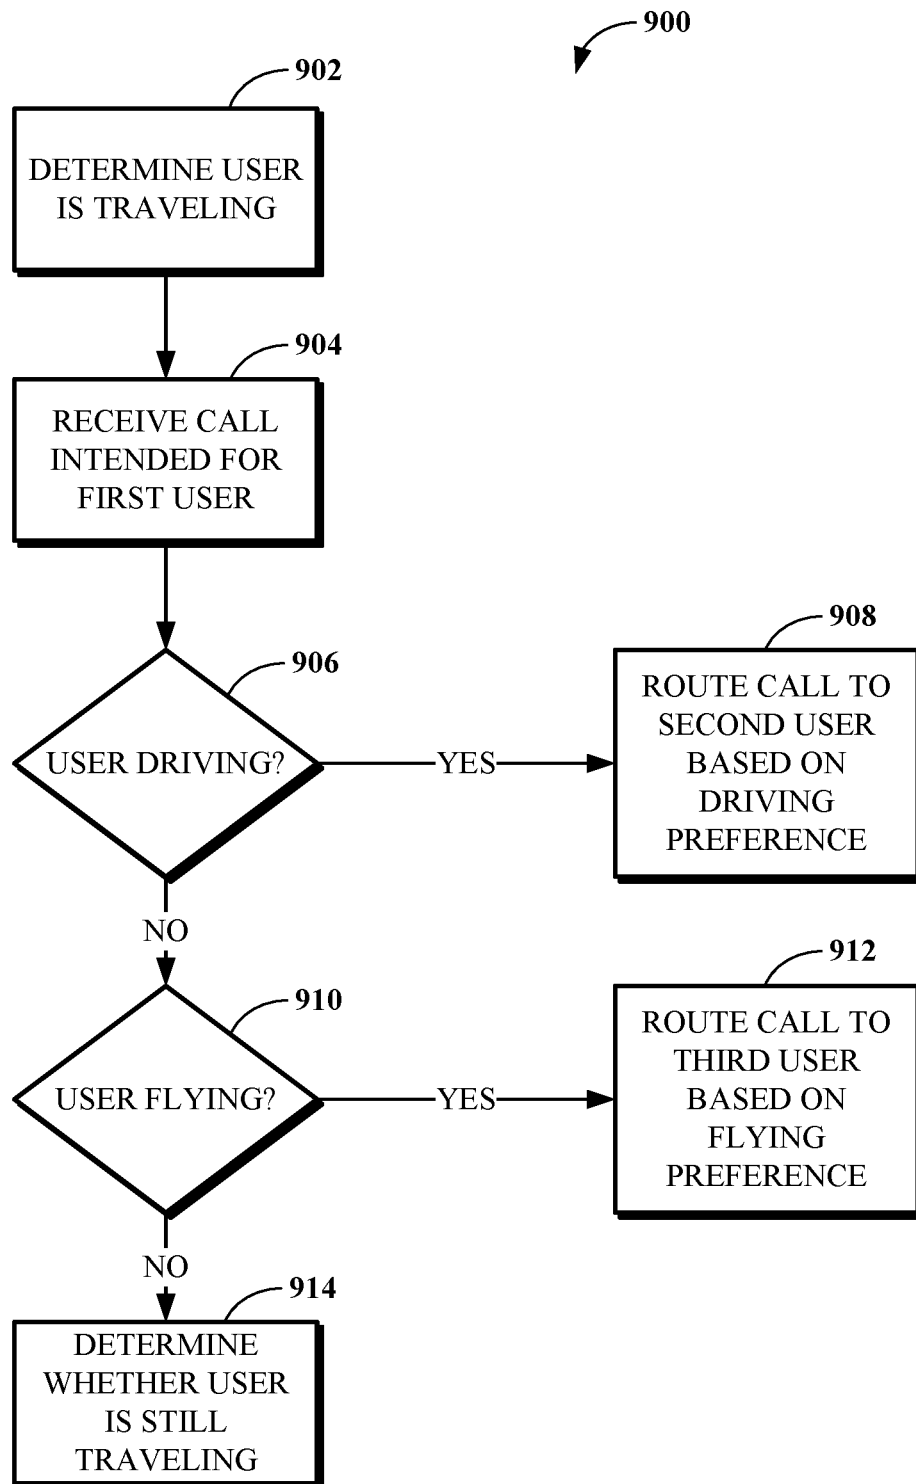 900
902
DETERMINE USER
IS TRAVELING
904
RECEIVE CALL
INTENDED FOR
FIRST USER
906
USER DRIVING?
YES
908
ROUTE CALL TO
SECOND USER
BASED ON
DRIVING
PREFERENCE
NO
910
USER FLYING?
YES
912
ROUTE CALL TO
THIRD USER
BASED ON
FLYING
PREFERENCE
NO
914
DETERMINE
WHETHER USER
IS STILL
TRAVELING